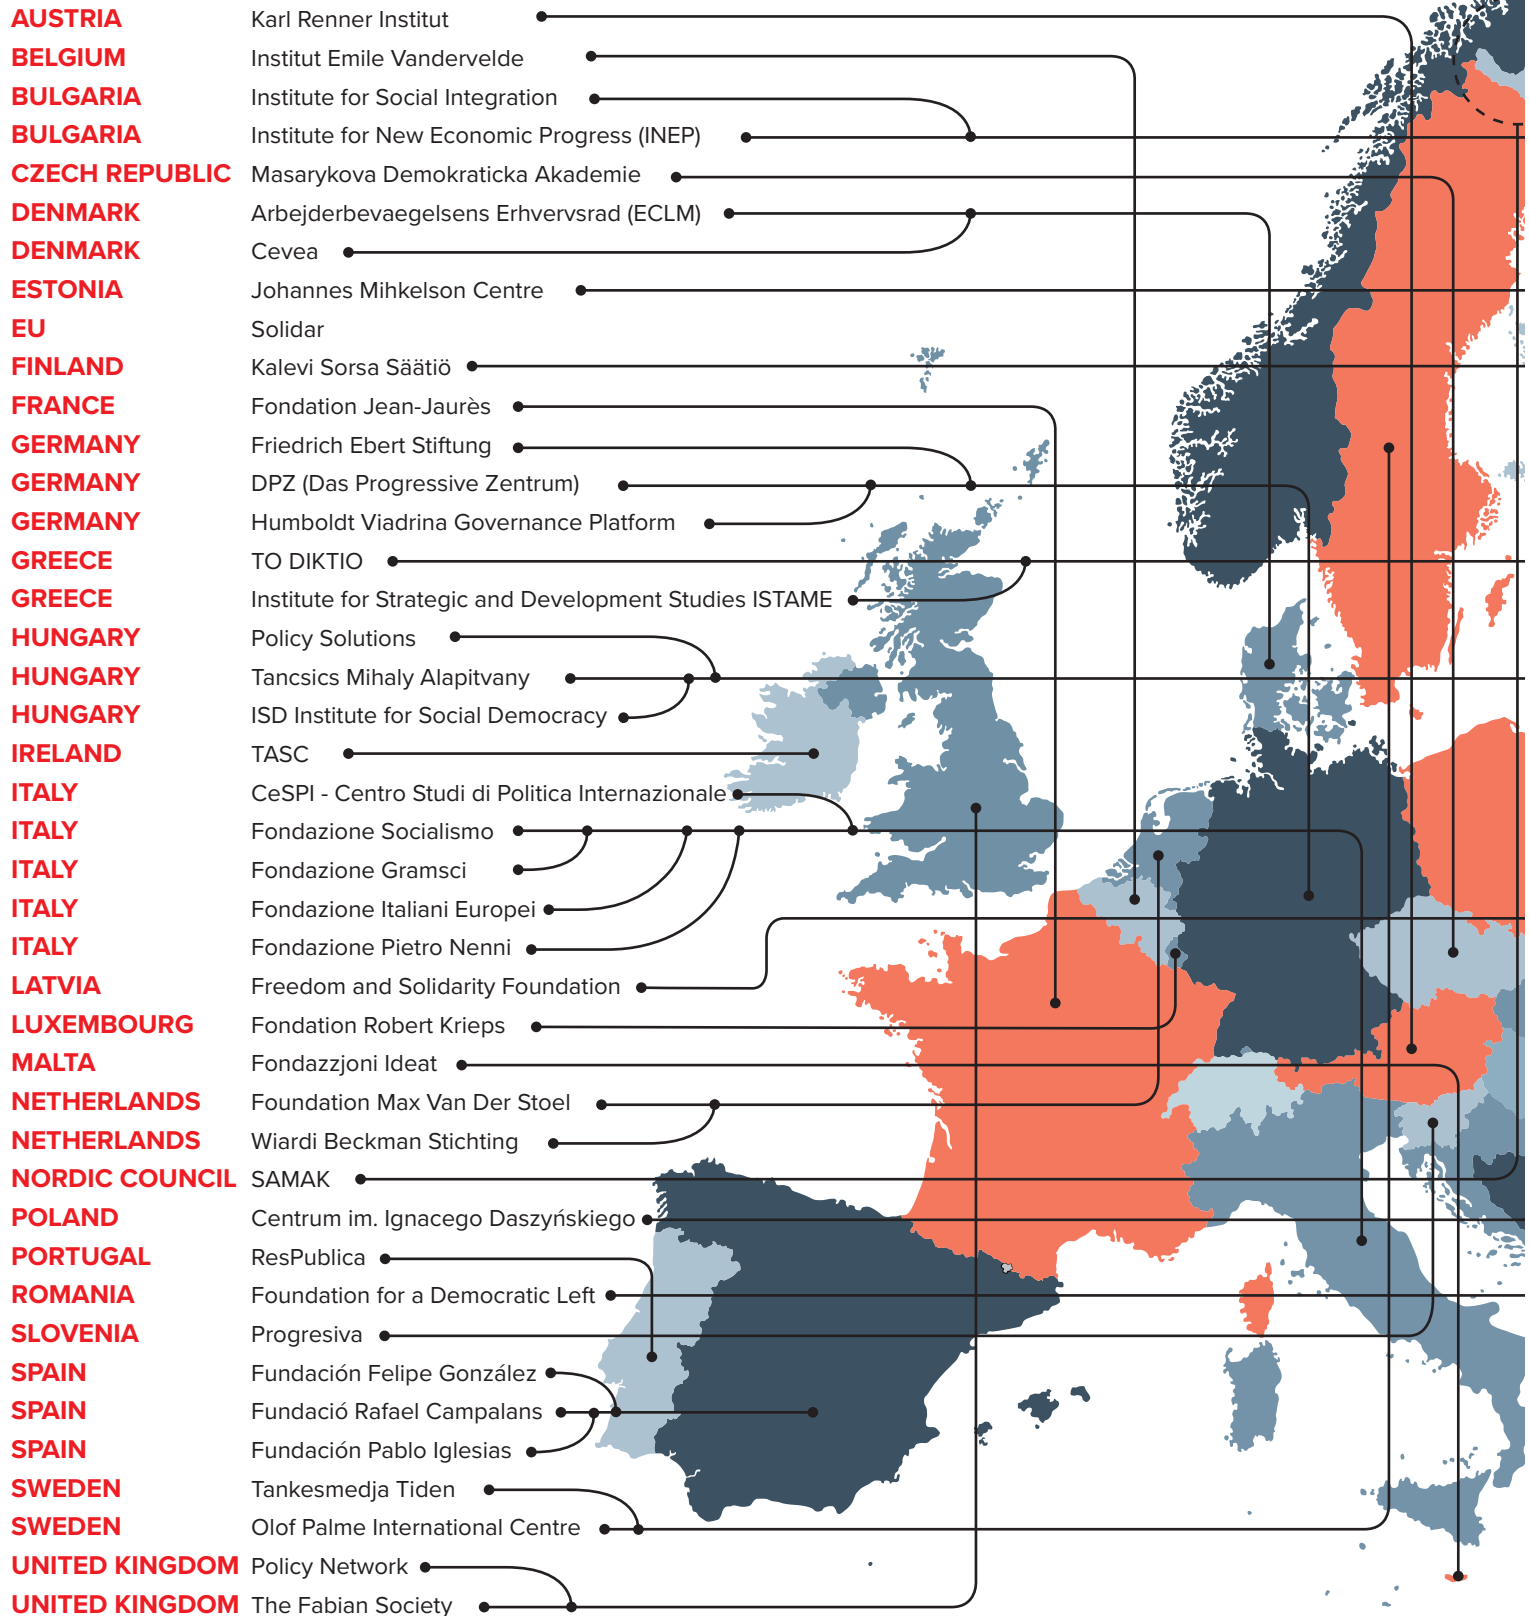 AUSTRIA Karl Renner Institut
BELGIUM Institut Emile Vandervelde
BULGARIA Institute for Social Integration
BULGARIA Institute for New Economic Progress (INEP)
CZECH REPUBLIC Masarykova Demokraticka Akademie
DENMARK Arbejderbevaegelsens Erhvervsrad (ECLM)
DENMARK Cevea
ESTONIA Johannes Mihkelson Centre
EU Solidar
FINLAND Kalevi Sorsa Säätiö
FRANCE Fondation Jean-Jaurès
GERMANY Friedrich Ebert Stiftung
GERMANY DPZ (Das Progressive Zentrum)
GERMANY Humboldt Viadrina Governance Platform
GREECE TO DIKTIO
GREECE Institute for Strategic and Development Studies ISTAME
HUNGARY Policy Solutions
HUNGARY Tancsics Mihaly Alapitvany
HUNGARY ISD Institute for Social Democracy
IRELAND TASC
ITALY CeSPI - Centro Studi di Politica Internazionale
ITALY Fondazione Socialismo
ITALY Fondazione Gramsci
ITALY Fondazione Italiani Europei
ITALY Fondazione Pietro Nenni
LATVIA Freedom and Solidarity Foundation
LUXEMBOURG Fondation Robert Krieps
MALTA Fondazzjoni Ideat
NETHERLANDS Foundation Max Van Der Stoel
NETHERLANDS Wiardi Beckman Stichting
NORDIC COUNCIL SAMAK
POLAND Centrum im. Ignacego Daszyńskiego
PORTUGAL ResPublica
ROMANIA Foundation for a Democratic Left
SLOVENIA Progresiva
SPAIN Fundación Felipe González
SPAIN Fundació Rafael Campalans
SPAIN Fundación Pablo Iglesias
SWEDEN Tankesmedja Tiden
SWEDEN Olof Palme International Centre
UNITED KINGDOM Policy Network
UNITED KINGDOM The Fabian Society